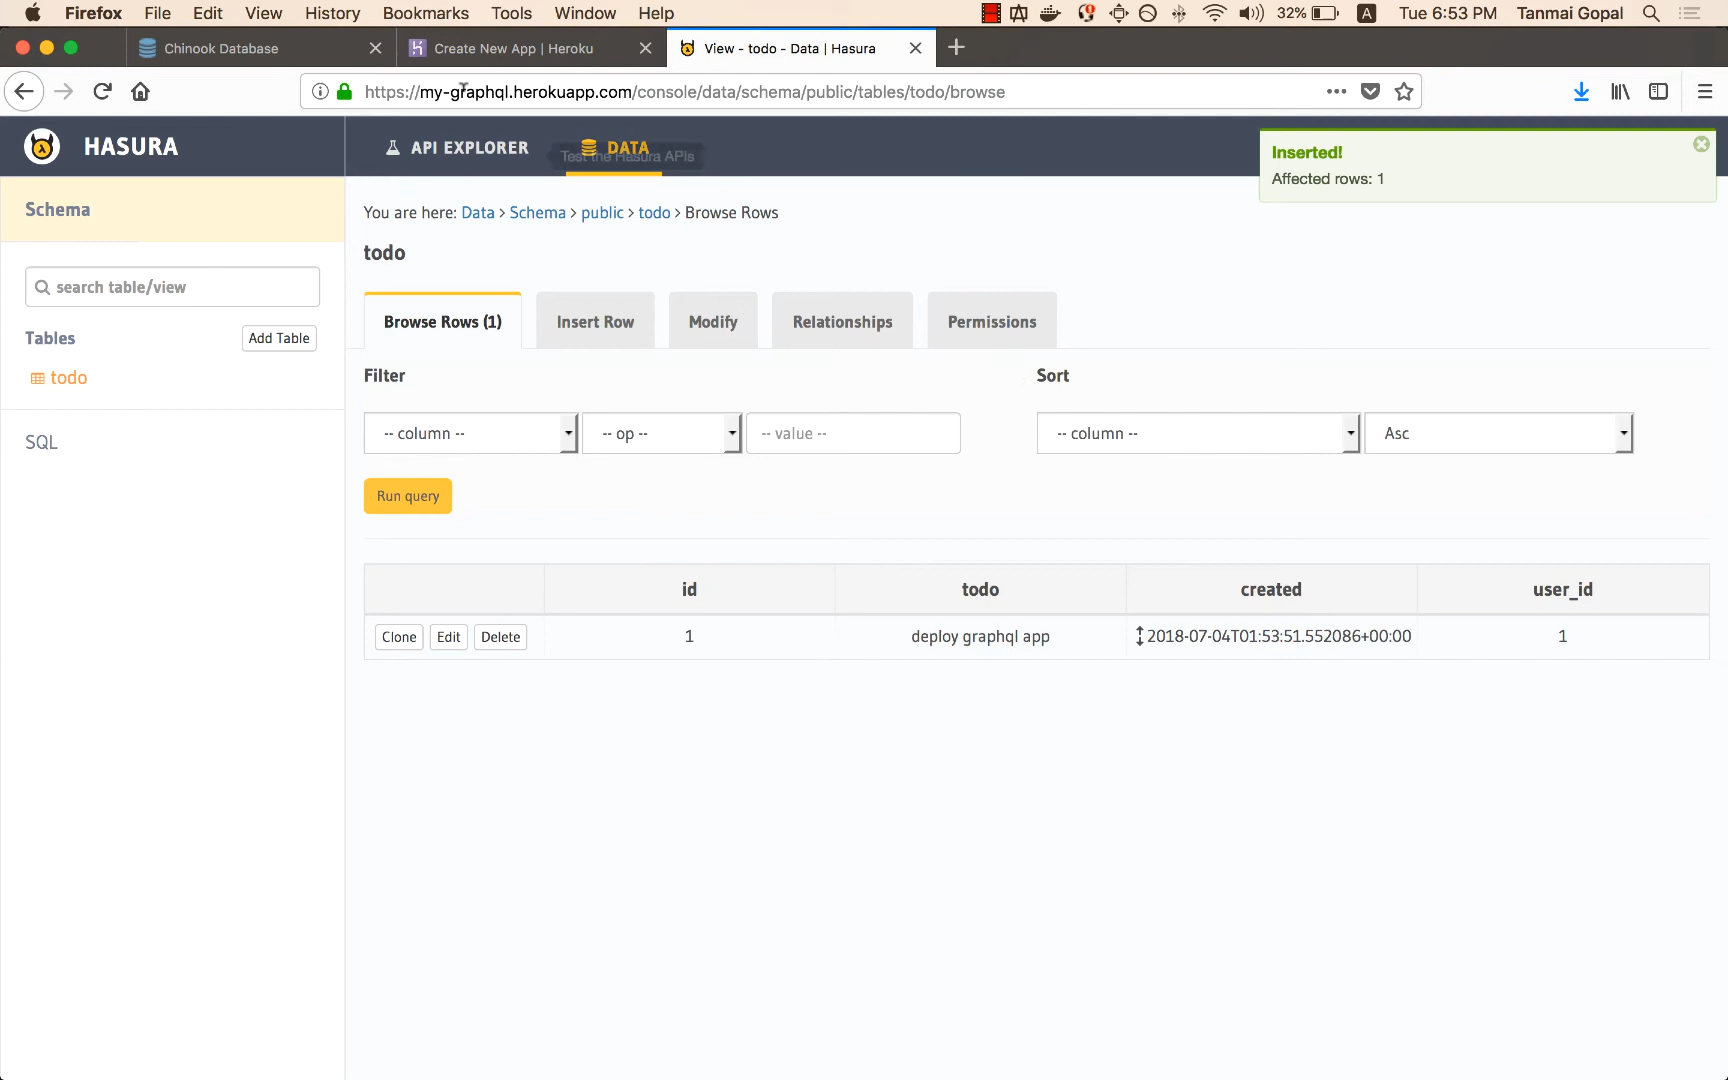 Firefox File Edit View History Bookmarks Tools Window Help 32% A Tue 6:53 PM Tanmai Gopal
Chinook Database Create New App | Heroku View - todo - Data | Hasura
https://my-graphql.herokuapp.com/console/data/schema/public/tables/todo/browse
HASURA API EXPLORER DATA
Test the Hasura APIs
Inserted!
Affected rows: 1
Schema
You are here: Data > Schema > public > todo > Browse Rows
todo
search table/view
Browse Rows (1) Insert Row Modify Relationships Permissions
Tables Add Table
todo
Filter Sort
-- column -- -- op -- -- value -- -- column -- Asc
SQL
Run query
id todo created user_id
Clone Edit Delete 1 deploy graphql app 2018-07-04T01:53:51.552086+00:00 1